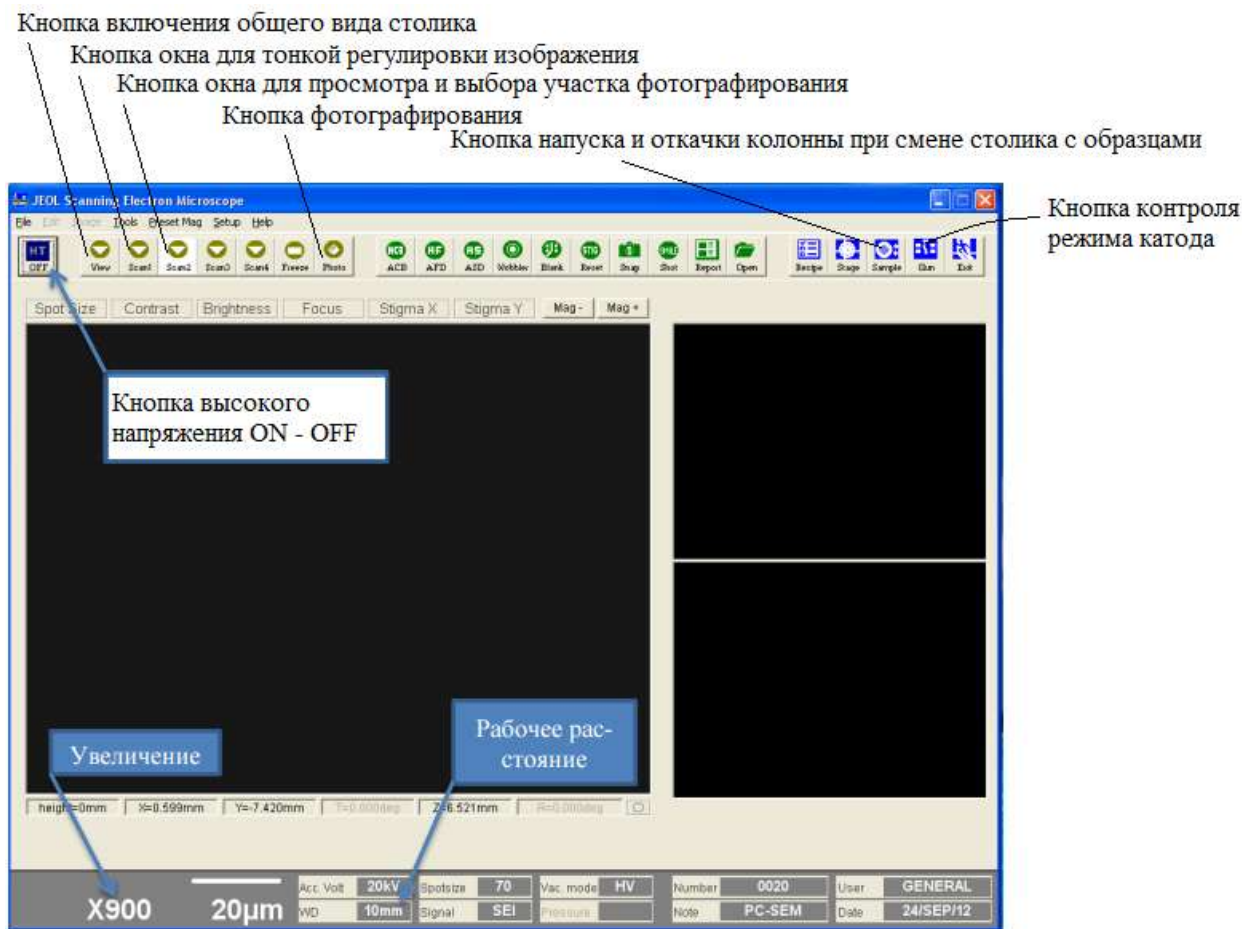 Кнопка включения общего вида столика
Кнопка окна для тонкой регулировки изображения
Кнопка окна для просмотра и выбора участка фотографирования
Кнопка фотографирования
Кнопка напуска и откачки колонны при смене столика с образцами
Кнопка контроля
режима катода
JEOL Scanning Electron Microscope
File Tools Preset Mag Setup Help
HT OFF View Scan1 Scan2 Scan3 Scan4 Freeze Photo ACB AFD ASD Wobbler Blank Reset Snap Shot Report Open Recipe Stage Sample Gun Exit
Spot Size Contrast Brightness Focus Stigma X Stigma Y Mag - Mag +
Кнопка высокого
напряжения ON - OFF
Увеличение
Рабочее рас-
стояние
height=0mm X=0.599mm Y=-7.420mm T=0.000deg Z=6.521mm R=0.000deg
X900 20µm
Acc. Volt 20kV Spotsize 70 Vac. mode HV Number 0020 User GENERAL
WD 10mm Signal SEI Pressure Note PC-SEM Date 24/SEP/12